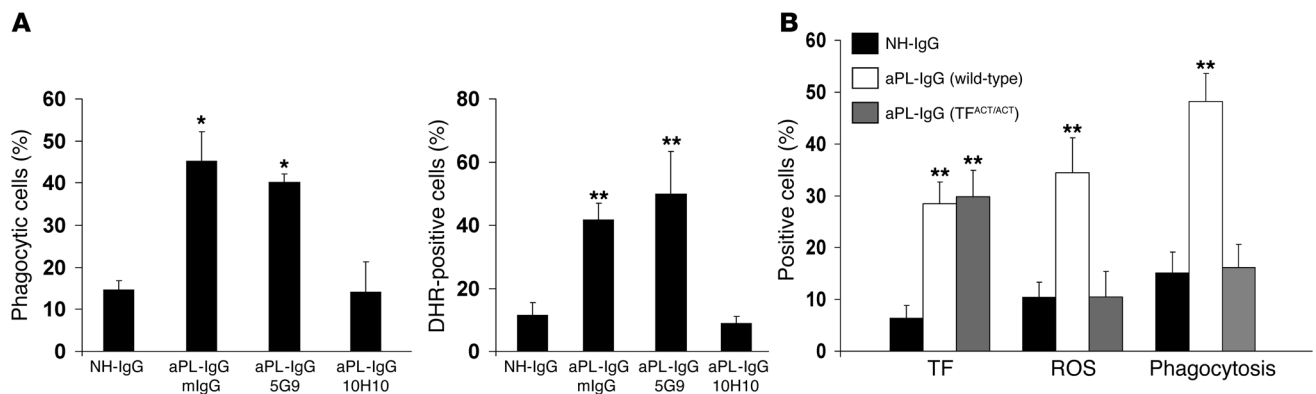 A
Phagocytic cells (%)
60
50
40
30
20
10
0
*
*
NH-IgG
aPL-IgG
mIgG
aPL-IgG
5G9
aPL-IgG
10H10
DHR-positive cells (%)
80
60
40
20
0
**
**
NH-IgG
aPL-IgG
mIgG
aPL-IgG
5G9
aPL-IgG
10H10
B
Positive cells (%)
60
50
40
30
20
10
0
NH-IgG
aPL-IgG (wild-type)
aPL-IgG (TF^ACT/ACT)
**
**
**
**
TF
ROS
Phagocytosis